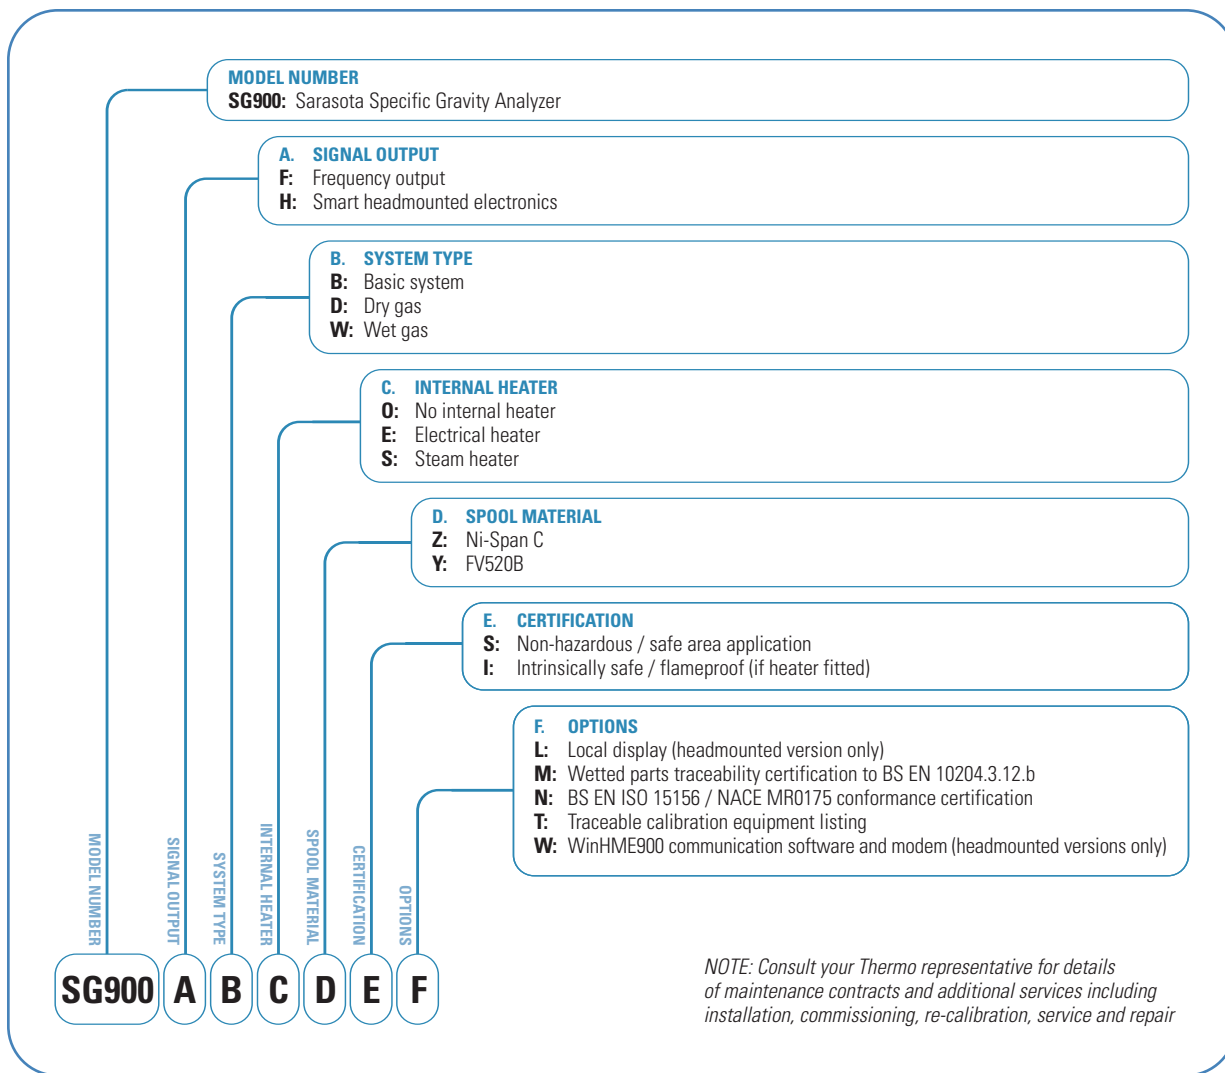 MODEL NUMBER
SG900: Sarasota Specific Gravity Analyzer
A. SIGNAL OUTPUT
F: Frequency output
H: Smart headmounted electronics
B. SYSTEM TYPE
B: Basic system
D: Dry gas
W: Wet gas
C. INTERNAL HEATER
O: No internal heater
E: Electrical heater
S: Steam heater
D. SPOOL MATERIAL
Z: Ni-Span C
Y: FV520B
E. CERTIFICATION
S: Non-hazardous / safe area application
I: Intrinsically safe / flameproof (if heater fitted)
F. OPTIONS
L: Local display (headmounted version only)
M: Wetted parts traceability certification to BS EN 10204.3.12.b
N: BS EN ISO 15156 / NACE MR0175 conformance certification
T: Traceable calibration equipment listing
W: WinHME900 communication software and modem (headmounted versions only)
MODEL NUMBER
SIGNAL OUTPUT
SYSTEM TYPE
INTERNAL HEATER
SPOOL MATERIAL
CERTIFICATION
OPTIONS
SG900 A B C D E F
NOTE: Consult your Thermo representative for details
of maintenance contracts and additional services including
installation, commissioning, re-calibration, service and repair